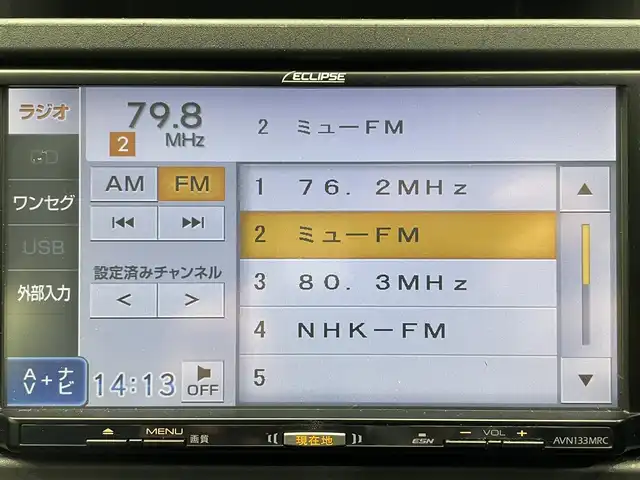 ECLIPSE
ラジオ
79.8
2
MHz
2 ミューFM
CD
AM
FM
1 76.2MHz
ワンセグ
2 ミューFM
USB
設定済みチャンネル
3 80.3MHz
外部入力
<
>
4 NHK-FM
AV+ナビ
14:13
OFF
5
MENU
画質
現在地
ESN
- VOL +
AVN133MRC